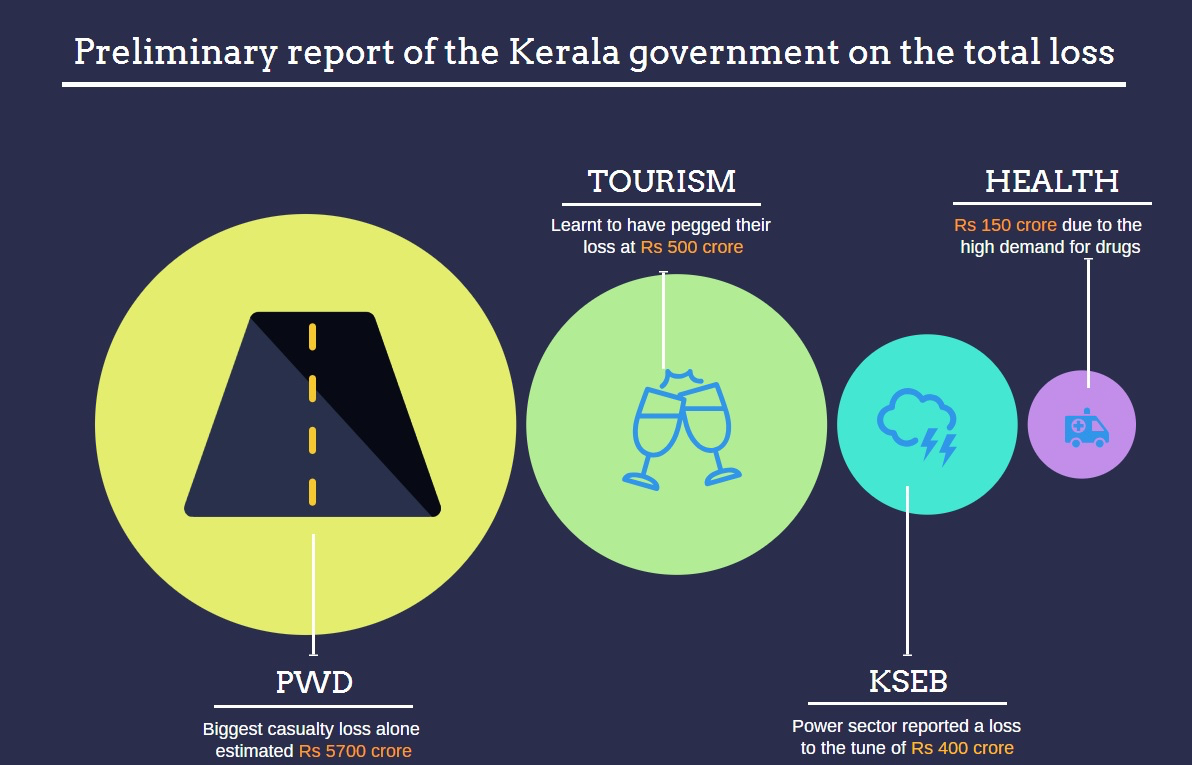 Preliminary report of the Kerala government on the total loss
TOURISM
Learnt to have pegged their
loss at Rs 500 crore
HEALTH
Rs 150 crore due to the
high demand for drugs
PWD
Biggest casualty loss alone
estimated Rs 5700 crore
KSEB
Power sector reported a loss
to the tune of Rs 400 crore